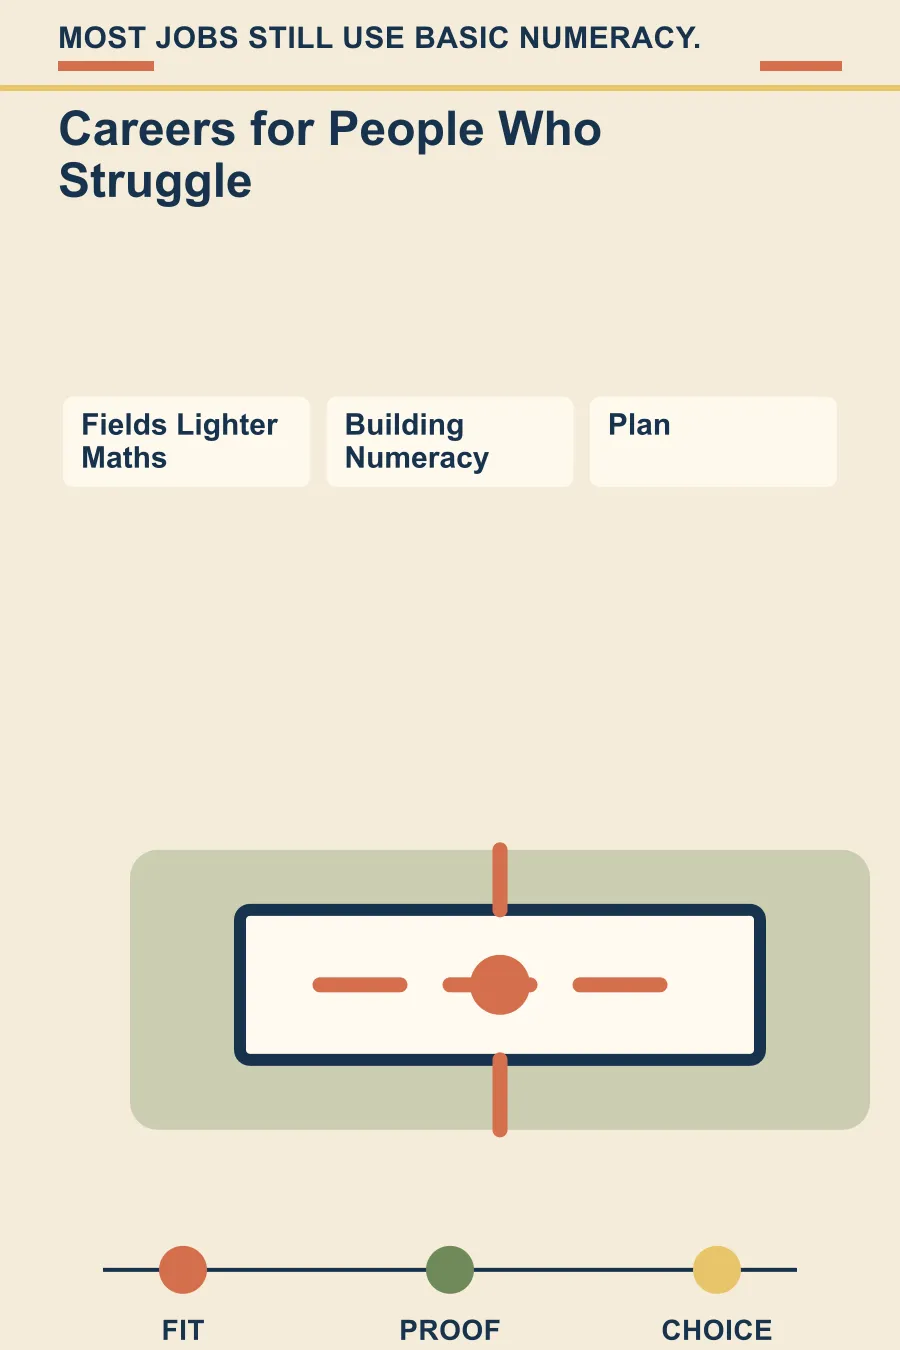 MOST JOBS STILL USE BASIC NUMERACY.
Careers for People Who
Struggle
Fields Lighter
Maths
Building
Numeracy
Plan
FIT
PROOF
CHOICE